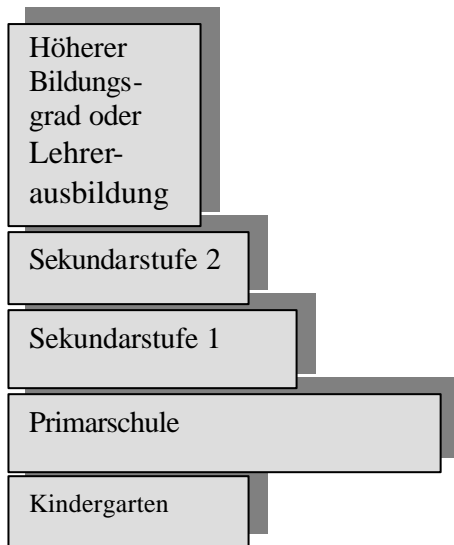 Höherer
Bildungs-
grad oder
Lehrer-
ausbildung
Sekundarstufe 2
Sekundarstufe 1
Primarschule
Kindergarten